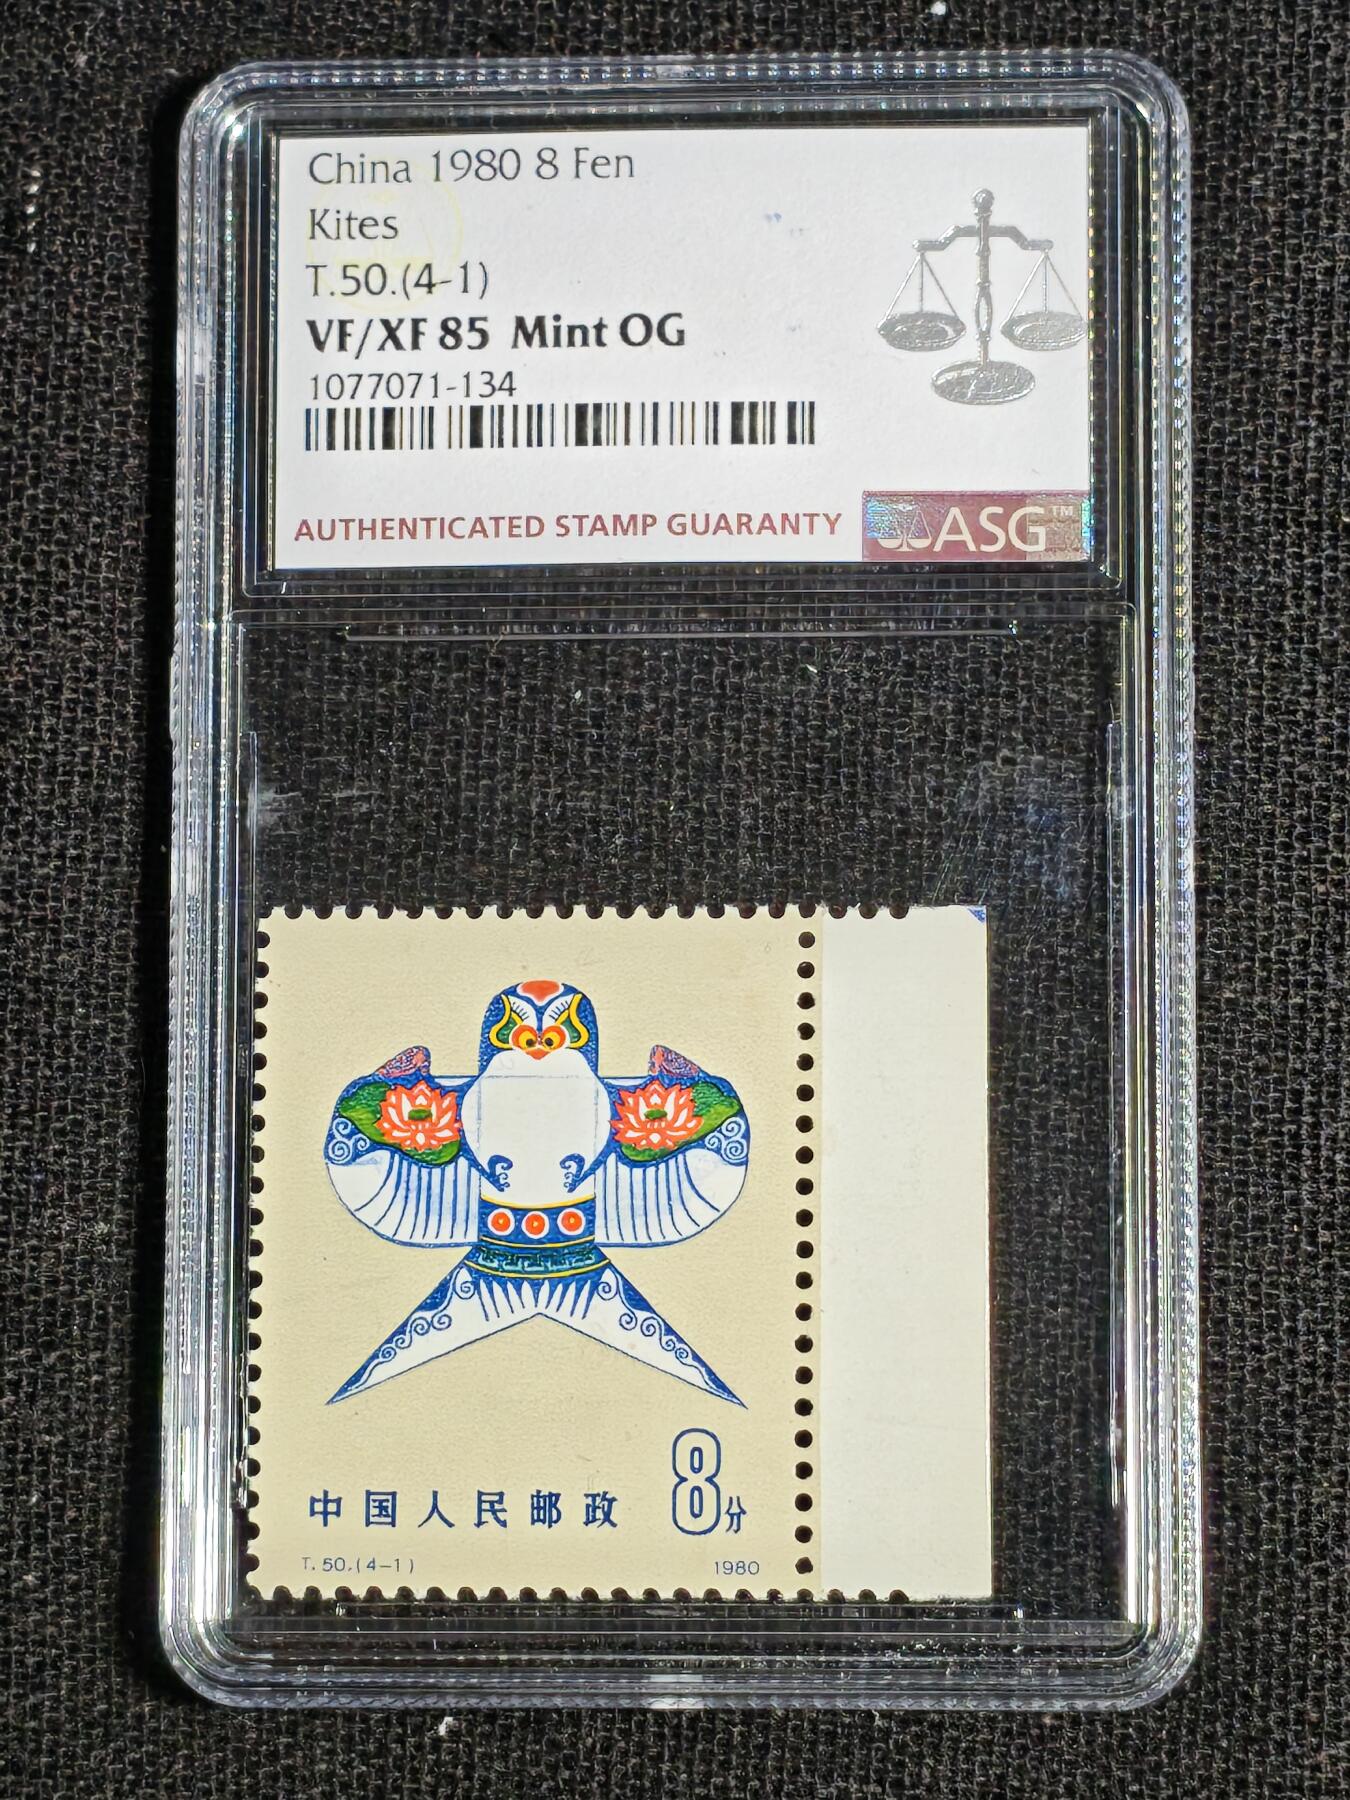 China 1980 8 Fen
Kites
T.50.(4-1)
VF/XF 85 Mint OG
1077071-134
AUTHENTICATED STAMP GUARANTY
ASG™
中国人民邮政
8分
T.50.(4-1)
1980